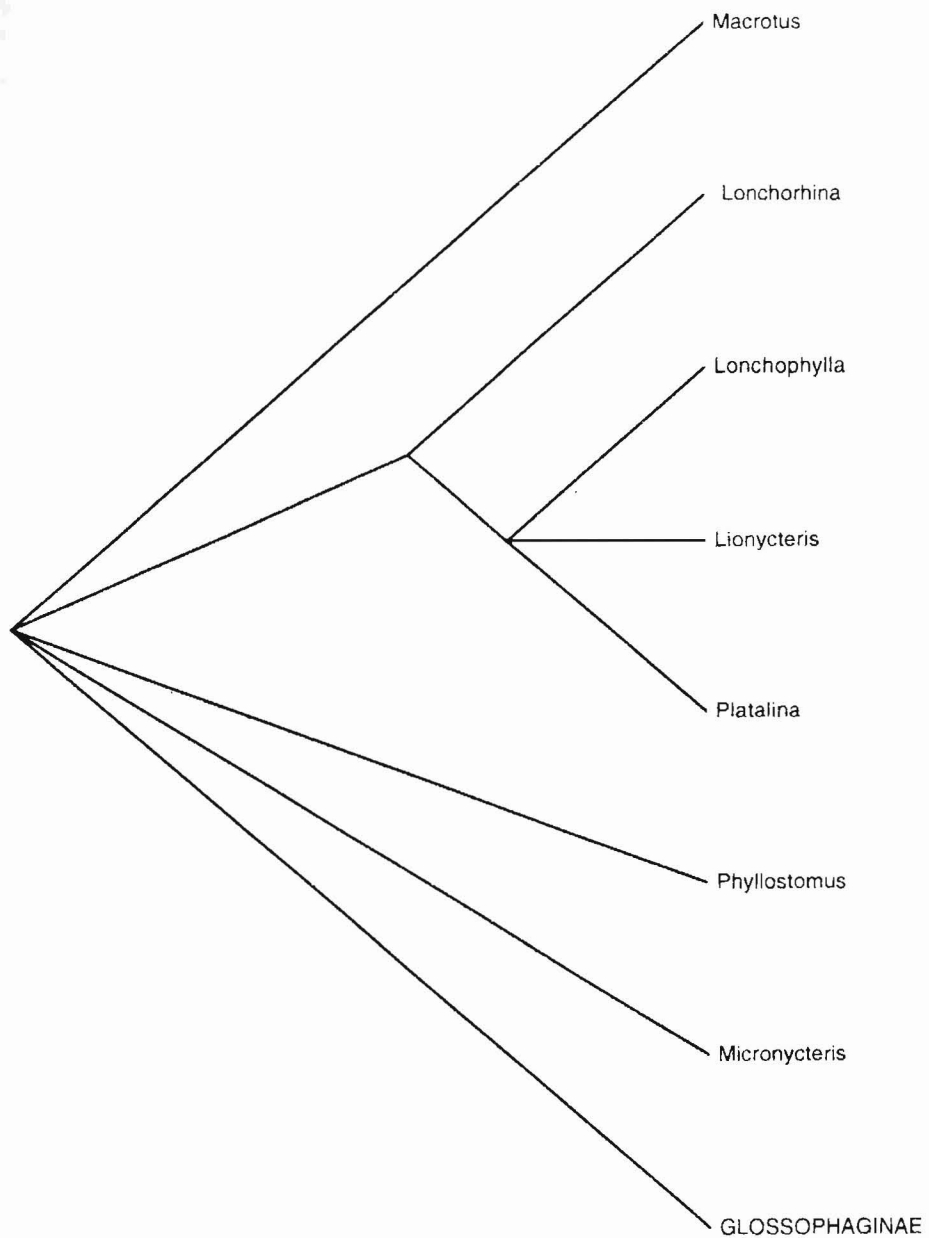 Macrotus
Lonchorhina
Lonchophylla
Lionycteris
Platalina
Phyllostomus
Micronycteris
GLOSSOPHAGINAE